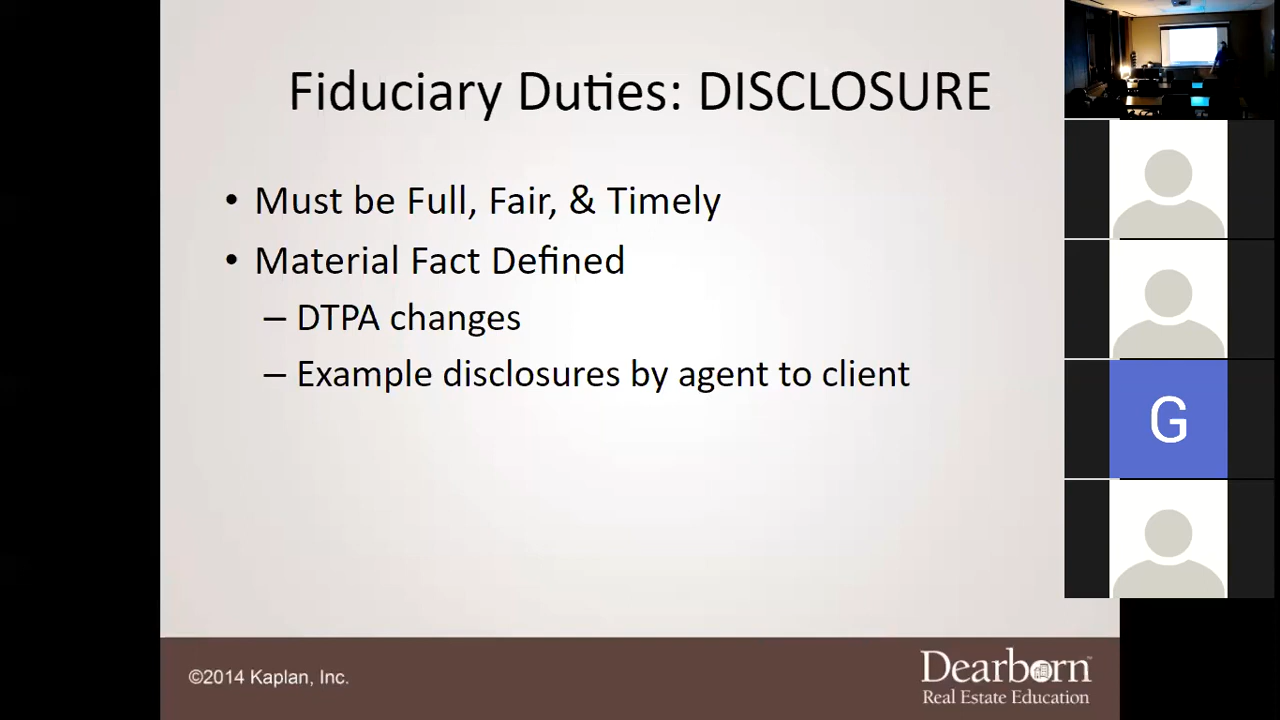 Fiduciary Duties: DISCLOSURE
• Must be Full, Fair, & Timely
• Material Fact Defined
– DTPA changes
– Example disclosures by agent to client
G
©2014 Kaplan, Inc.
Dearborn™
Real Estate Education